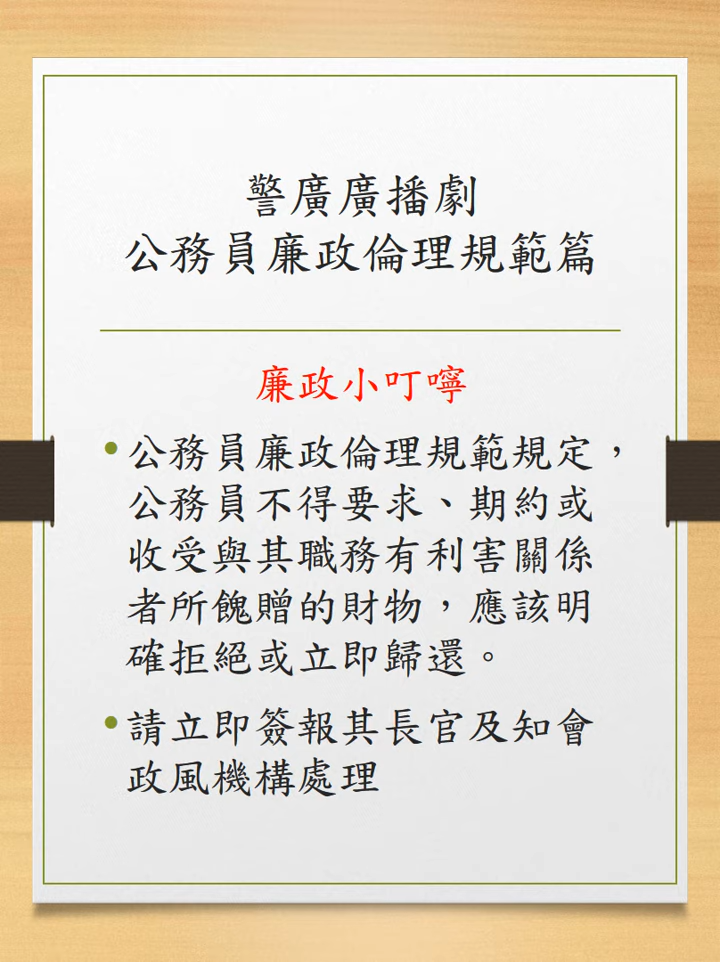 警廣廣播劇
公務員廉政倫理規範篇
廉政小叮嚀
•公務員廉政倫理規範規定，
公務員不得要求、期約或
收受與其職務有利害關係
者所餽贈的財物，應該明
確拒絕或立即歸還。
•請立即簽報其長官及知會
政風機構處理